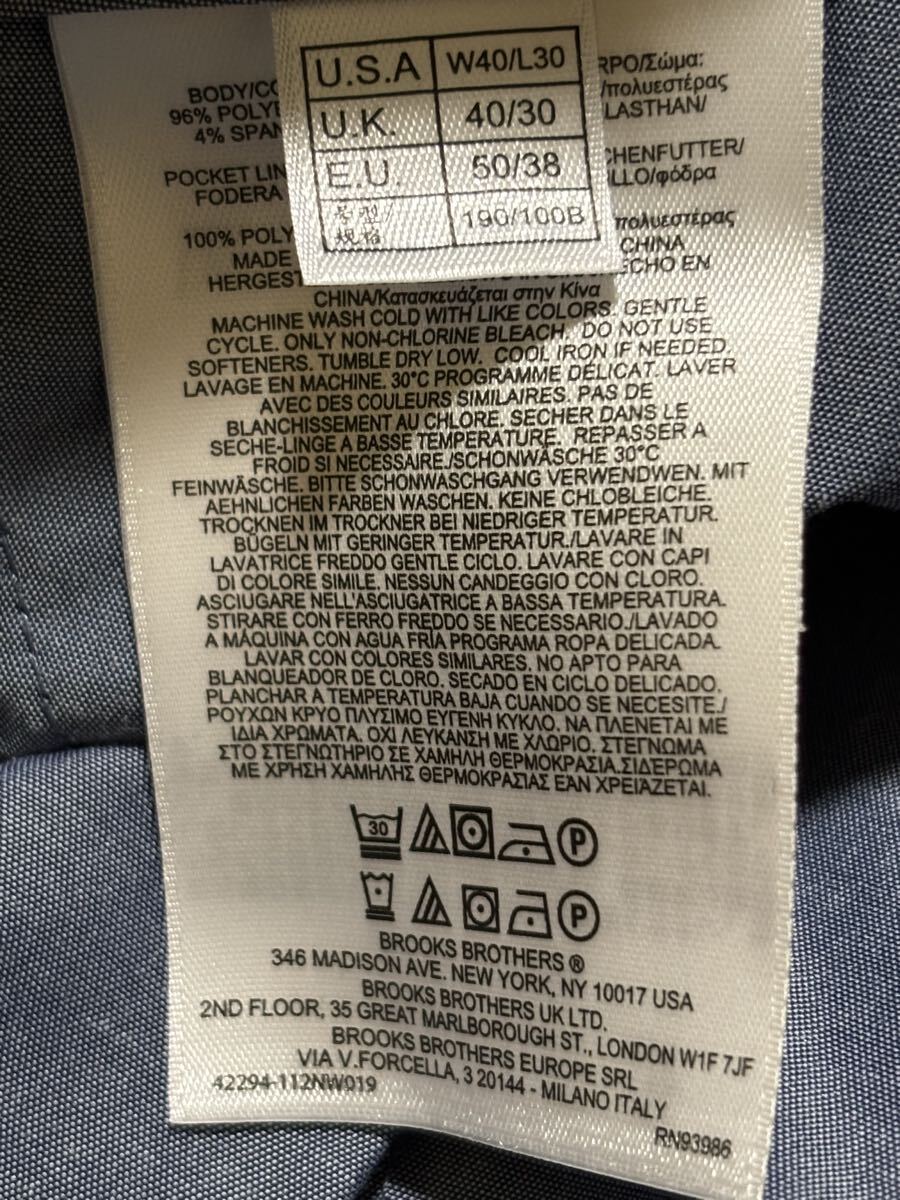 U.S.A W40/L30
U.K. 40/30
E.U. 50/38
号型/规格 190/100B
BODY/CO ΡΡΟ/Σώμα:
96% POLYE /πολυεστέρας
4% SPAN LASTHAN/
POCKET LIN CHENFUTTER/
FODERA LLO/φόδρα
100% POLY πολυεστέρας
MADE CHINA
HERGEST ECHO EN
CHINA/Κατασκευάζεται στην Κίνα
MACHINE WASH COLD WITH LIKE COLORS. GENTLE
CYCLE. ONLY NON-CHLORINE BLEACH. DO NOT USE
SOFTENERS. TUMBLE DRY LOW. COOL IRON IF NEEDED.
LAVAGE EN MACHINE. 30°C PROGRAMME DÉLICAT. LAVER
AVEC DES COULEURS SIMILAIRES. PAS DE
BLANCHISSEMENT AU CHLORE. SECHER DANS LE
SECHE-LINGE A BASSE TEMPERATURE. REPASSER A
FROID SI NECESSAIRE./SCHONWÄSCHE 30°C
FEINWÄSCHE. BITTE SCHONWASCHGANG VERWENDWEN. MIT
AEHNLICHEN FARBEN WASCHEN. KEINE CHLOBLEICHE.
TROCKNEN IM TROCKNER BEI NIEDRIGER TEMPERATUR.
BÜGELN MIT GERINGER TEMPERATUR./LAVARE IN
LAVATRICE FREDDO GENTLE CICLO. LAVARE CON CAPI
DI COLORE SIMILE. NESSUN CANDEGGIO CON CLORO.
ASCIUGARE NELL'ASCIUGATRICE A BASSA TEMPERATURA.
STIRARE CON FERRO FREDDO SE NECESSARIO./LAVADO
A MÁQUINA CON AGUA FRÍA PROGRAMA ROPA DELICADA.
LAVAR CON COLORES SIMILARES. NO APTO PARA
BLANQUEADOR DE CLORO. SECADO EN CICLO DELICADO.
PLANCHAR A TEMPERATURA BAJA CUANDO SE NECESITE./
ΡΟΥΧΩΝ ΚΡΥΟ ΠΛΥΣΙΜΟ ΕΥΓΕΝΗ ΚΥΚΛΟ. ΝΑ ΠΛΕΝΕΤΑΙ ΜΕ
ΙΔΙΑ ΧΡΩΜΑΤΑ. ΟΧΙ ΛΕΥΚΑΝΣΗ ΜΕ ΧΛΩΡΙΟ. ΣΤΕΓΝΩΜΑ
ΣΤΟ ΣΤΕΓΝΩΤΗΡΙΟ ΣΕ ΧΑΜΗΛΗ ΘΕΡΜΟΚΡΑΣΙΑ.ΣΙΔΈΡΩΜΑ
ΜΕ ΧΡΉΣΗ ΧΑΜΗΛΉΣ ΘΕΡΜΟΚΡΑΣΙΑΣ ΕΆΝ ΧΡΕΙΆΖΕΤΑΙ.
30 P
P
BROOKS BROTHERS ®
346 MADISON AVE. NEW YORK, NY 10017 USA
BROOKS BROTHERS UK LTD.
2ND FLOOR, 35 GREAT MARLBOROUGH ST., LONDON W1F 7JF
BROOKS BROTHERS EUROPE SRL
VIA V.FORCELLA, 3 20144 - MILANO ITALY
42294-112NW019
RN93986